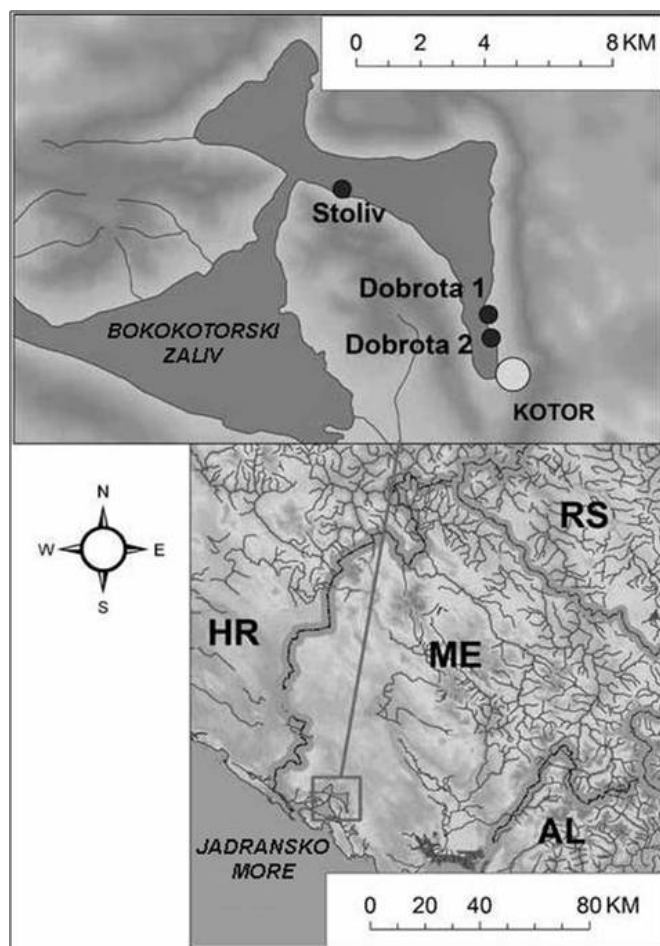 0 2 4 8 KM
Stoliv
Dobrota 1
BOKOKOTORSKI
ZALIV
Dobrota 2
KOTOR
N
W E
S
RS
HR
ME
JADRANSKO
MORE
AL
0 20 40 80 KM